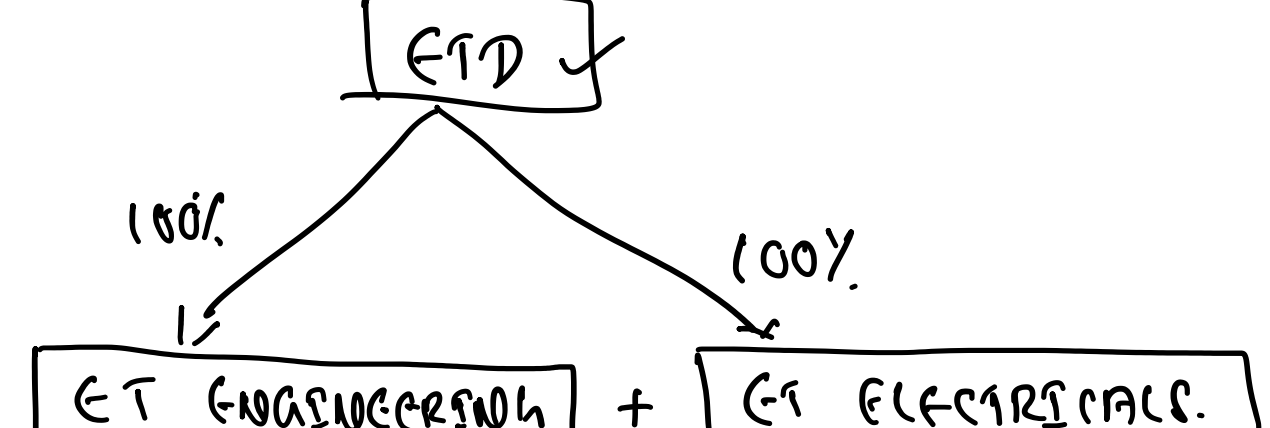 ETD
100%
100%
ET ENGINEERING + ET ELECTRICALS.